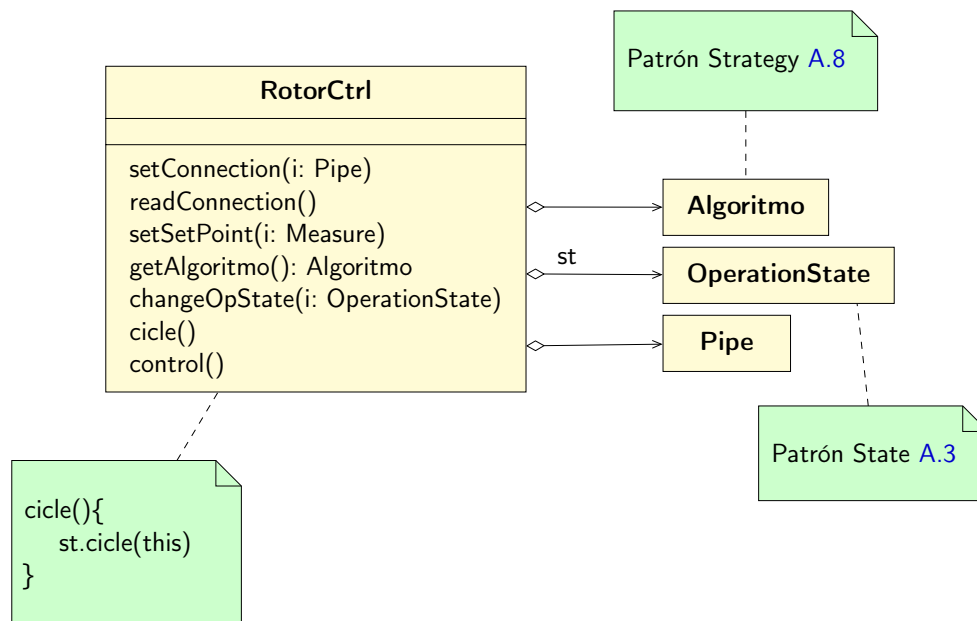 Patrón Strategy A.8
RotorCtrl
setConnection(i: Pipe)
readConnection()
setSetPoint(i: Measure)
getAlgoritmo(): Algoritmo
changeOpState(i: OperationState)
cicle()
control()
Algoritmo
st
OperationState
Pipe
Patrón State A.3
cicle(){
st.cicle(this)
}